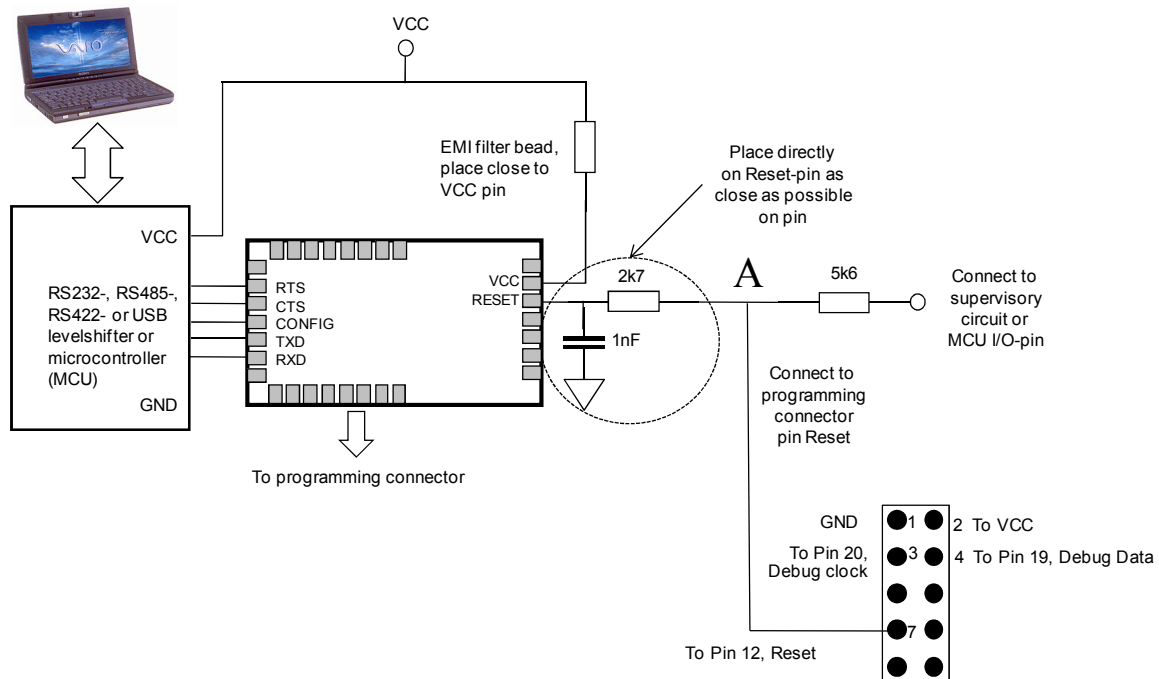 VAIO
VCC
EMI filter bead,
place close to
VCC pin
Place directly
on Reset-pin as
close as possible
on pin
VCC
RS232-, RS485-,
RS422- or USB
levelshifter or
microcontroller
(MCU)
GND
RTS
CTS
CONFIG
TXD
RXD
VCC
RESET
2k7
1nF
A
5k6
Connect to
supervisory
circuit or
MCU I/O-pin
Connect to
programming
connector
pin Reset
To programming connector
GND
1
2 To VCC
To Pin 20,
Debug clock
3
4 To Pin 19, Debug Data
7
To Pin 12, Reset